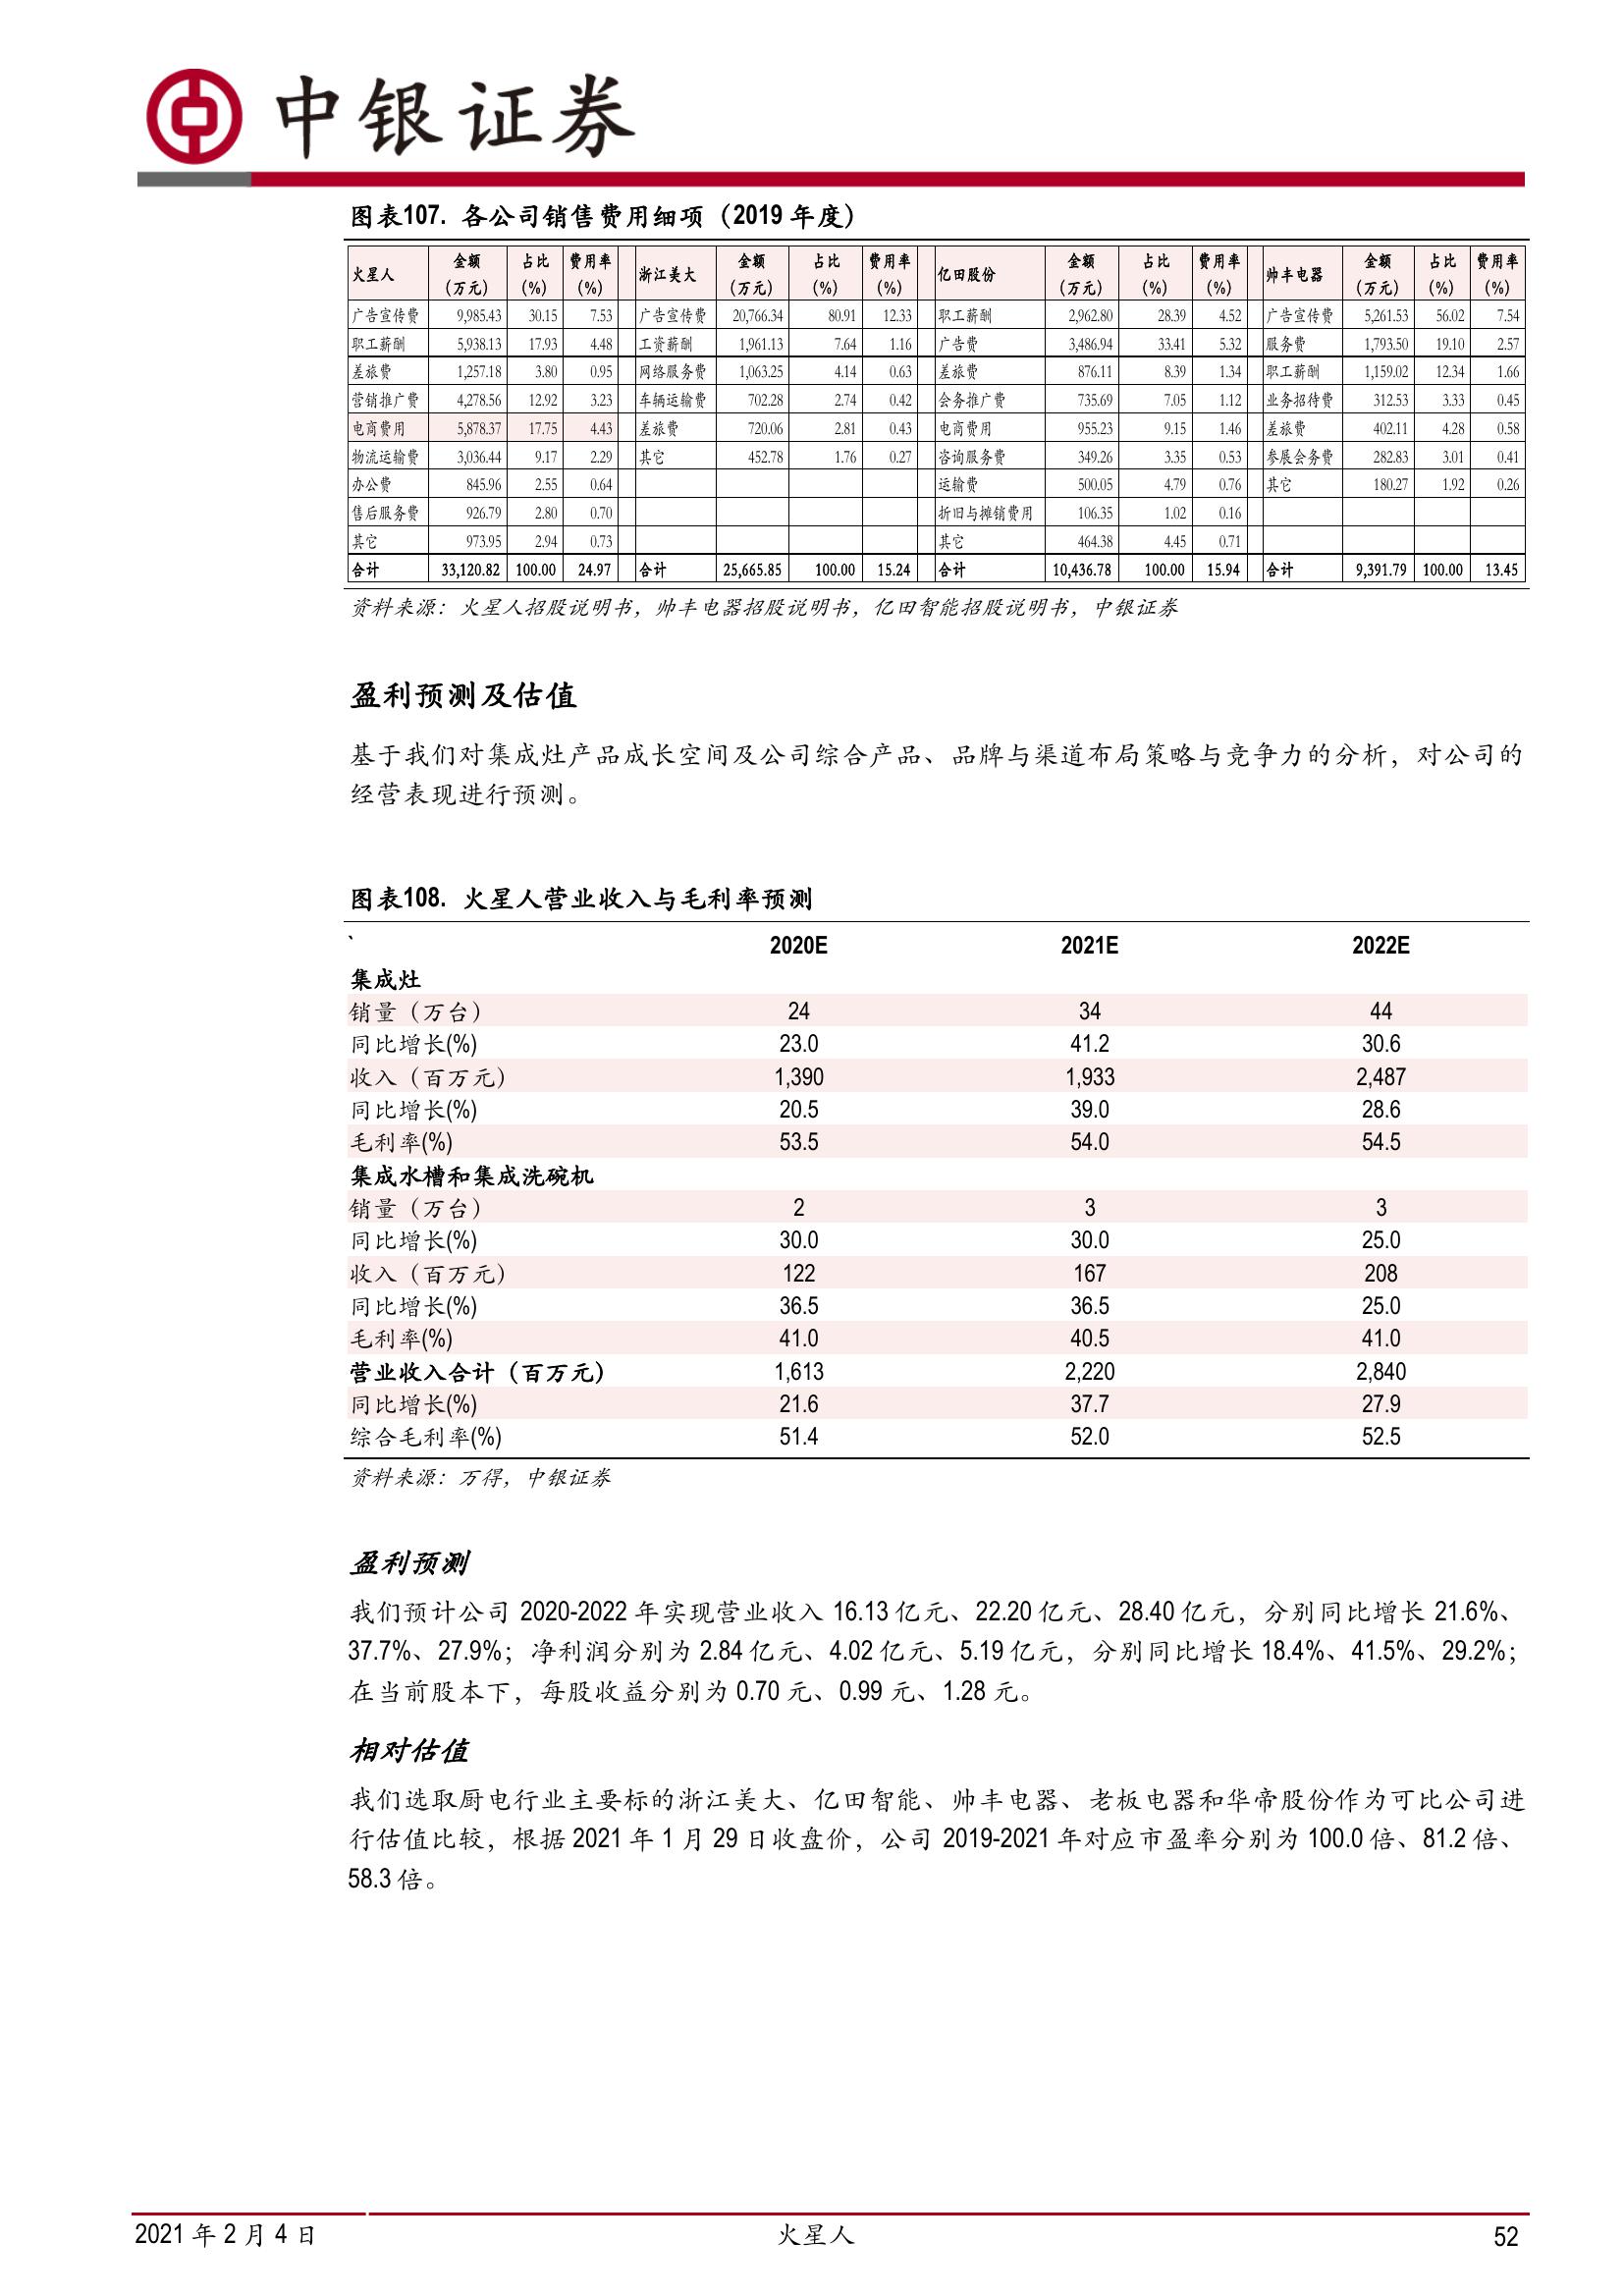 中银证券
图表107. 各公司销售费用细项（2019 年度）
火星人 金额（万元） 占比（%） 费用率（%） 浙江美大 金额（万元） 占比（%） 费用率（%） 亿田股份 金额（万元） 占比（%） 费用率（%） 帅丰电器 金额（万元） 占比（%） 费用率（%）
广告宣传费 9,985.43 30.15 7.53 广告宣传费 20,766.34 80.91 12.33 职工薪酬 2,962.80 28.39 4.52 广告宣传费 5,261.53 56.02 7.54
职工薪酬 5,938.13 17.93 4.48 工资薪酬 1,961.13 7.64 1.16 广告费 3,486.94 33.41 5.32 服务费 1,793.50 19.10 2.57
差旅费 1,257.18 3.80 0.95 网络服务费 1,063.25 4.14 0.63 差旅费 876.11 8.39 1.34 职工薪酬 1,159.02 12.34 1.66
营销推广费 4,278.56 12.92 3.23 车辆运输费 702.28 2.74 0.42 会务推广费 735.69 7.05 1.12 业务招待费 312.53 3.33 0.45
电商费用 5,878.37 17.75 4.43 差旅费 720.06 2.81 0.43 电商费用 955.23 9.15 1.46 差旅费 402.11 4.28 0.58
物流运输费 3,036.44 9.17 2.29 其它 452.78 1.76 0.27 咨询服务费 349.26 3.35 0.53 参展会务费 282.83 3.01 0.41
办公费 845.96 2.55 0.64 运输费 500.05 4.79 0.76 其它 180.27 1.92 0.26
售后服务费 926.79 2.80 0.70 折旧与摊销费用 106.35 1.02 0.16
其它 973.95 2.94 0.73 其它 464.38 4.45 0.71
合计 33,120.82 100.00 24.97 合计 25,665.85 100.00 15.24 合计 10,436.78 100.00 15.94 合计 9,391.79 100.00 13.45
资料来源：火星人招股说明书，帅丰电器招股说明书，亿田智能招股说明书，中银证券
盈利预测及估值
基于我们对集成灶产品成长空间及公司综合产品、品牌与渠道布局策略与竞争力的分析，对公司的
经营表现进行预测。
图表108. 火星人营业收入与毛利率预测
` 2020E 2021E 2022E
集成灶
销量（万台） 24 34 44
同比增长(%) 23.0 41.2 30.6
收入（百万元） 1,390 1,933 2,487
同比增长(%) 20.5 39.0 28.6
毛利率(%) 53.5 54.0 54.5
集成水槽和集成洗碗机
销量（万台） 2 3 3
同比增长(%) 30.0 30.0 25.0
收入（百万元） 122 167 208
同比增长(%) 36.5 36.5 25.0
毛利率(%) 41.0 40.5 41.0
营业收入合计（百万元） 1,613 2,220 2,840
同比增长(%) 21.6 37.7 27.9
综合毛利率(%) 51.4 52.0 52.5
资料来源：万得，中银证券
盈利预测
我们预计公司 2020-2022 年实现营业收入 16.13 亿元、22.20 亿元、28.40 亿元，分别同比增长 21.6%、
37.7%、27.9%；净利润分别为 2.84 亿元、4.02 亿元、5.19 亿元，分别同比增长 18.4%、41.5%、29.2%；
在当前股本下，每股收益分别为 0.70 元、0.99 元、1.28 元。
相对估值
我们选取厨电行业主要标的浙江美大、亿田智能、帅丰电器、老板电器和华帝股份作为可比公司进
行估值比较，根据 2021 年 1 月 29 日收盘价，公司 2019-2021 年对应市盈率分别为 100.0 倍、81.2 倍、
58.3 倍。
2021 年 2 月 4 日 火星人 52